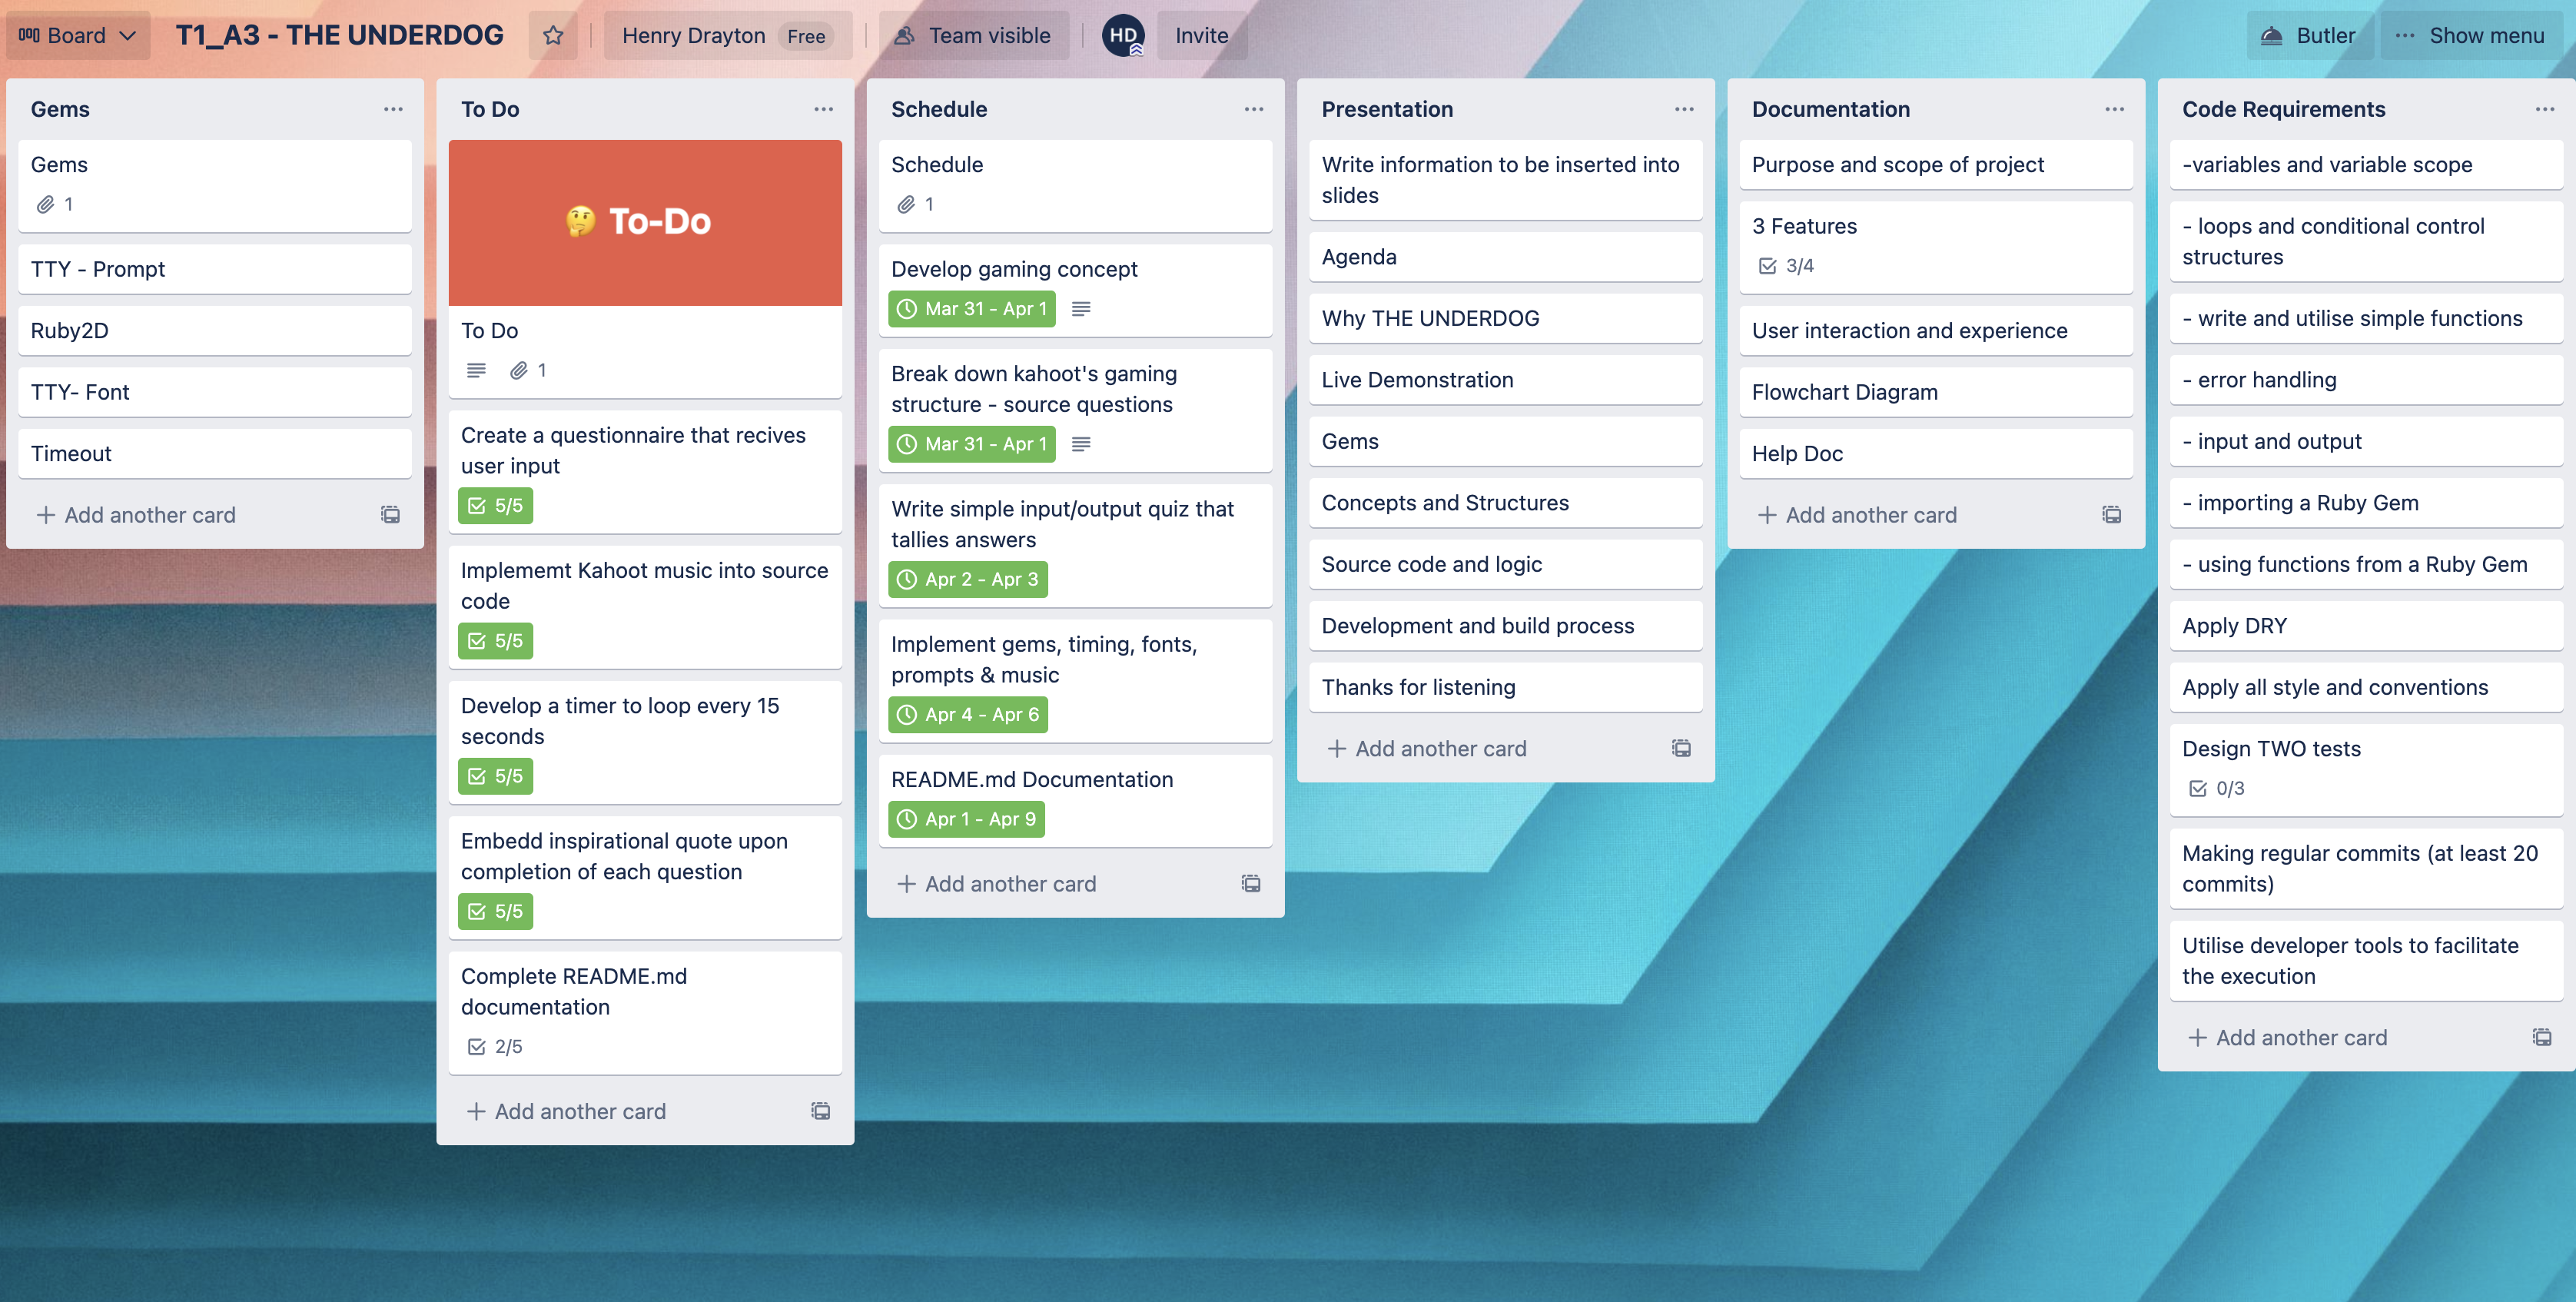 Board
T1_A3 - THE UNDERDOG
Henry Drayton Free
Team visible
HD
Invite
Butler
Show menu
Gems
Gems
1
TTY - Prompt
Ruby2D
TTY- Font
Timeout
Add another card
To Do
🤔 To-Do
To Do
1
Create a questionnaire that recives
user input
5/5
Implememt Kahoot music into source
code
5/5
Develop a timer to loop every 15
seconds
5/5
Embedd inspirational quote upon
completion of each question
5/5
Complete README.md
documentation
2/5
Add another card
Schedule
Schedule
1
Develop gaming concept
Mar 31 - Apr 1
Break down kahoot's gaming
structure - source questions
Mar 31 - Apr 1
Write simple input/output quiz that
tallies answers
Apr 2 - Apr 3
Implement gems, timing, fonts,
prompts & music
Apr 4 - Apr 6
README.md Documentation
Apr 1 - Apr 9
Add another card
Presentation
Write information to be inserted into
slides
Agenda
Why THE UNDERDOG
Live Demonstration
Gems
Concepts and Structures
Source code and logic
Development and build process
Thanks for listening
Add another card
Documentation
Purpose and scope of project
3 Features
3/4
User interaction and experience
Flowchart Diagram
Help Doc
Add another card
Code Requirements
-variables and variable scope
- loops and conditional control
structures
- write and utilise simple functions
- error handling
- input and output
- importing a Ruby Gem
- using functions from a Ruby Gem
Apply DRY
Apply all style and conventions
Design TWO tests
0/3
Making regular commits (at least 20
commits)
Utilise developer tools to facilitate
the execution
Add another card